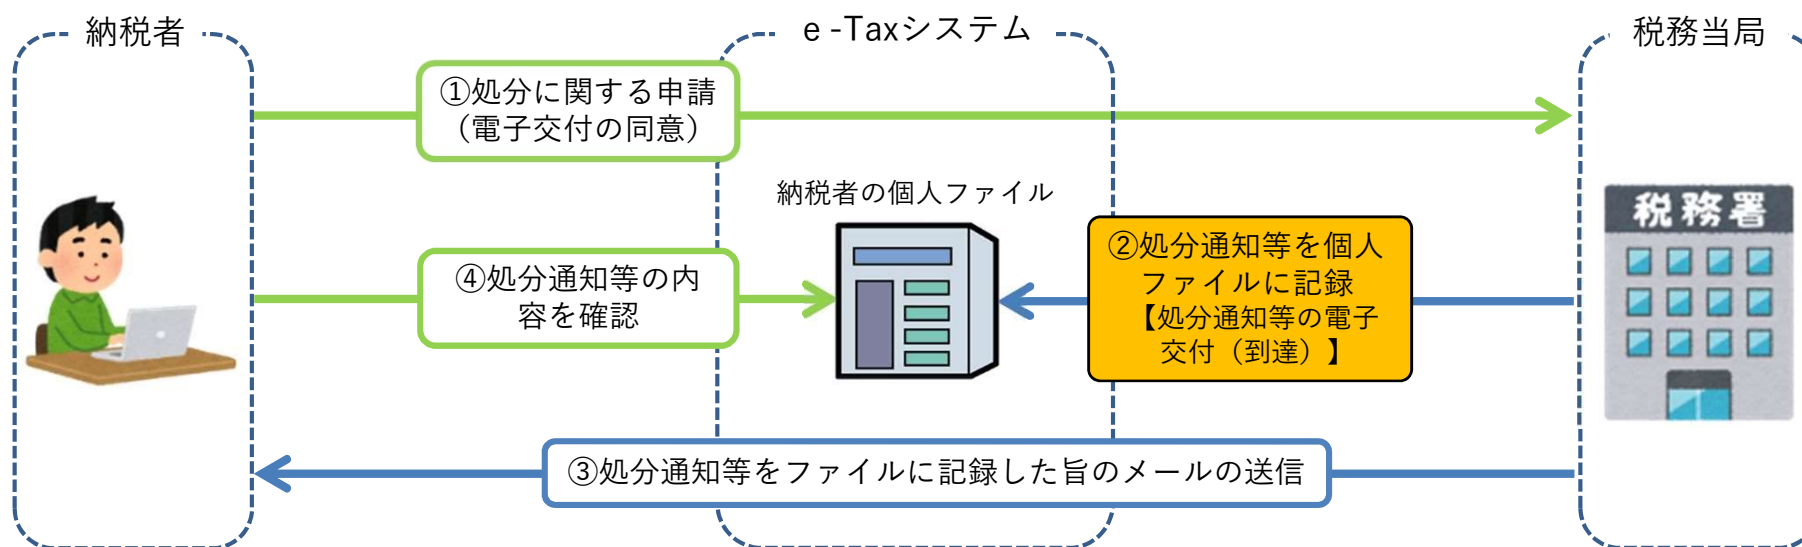 納税者
e-Taxシステム
税務当局
①処分に関する申請
（電子交付の同意）
納税者の個人ファイル
税務署
②処分通知等を個人
ファイルに記録
【処分通知等の電子
交付（到達）】
④処分通知等の内
容を確認
③処分通知等をファイルに記録した旨のメールの送信